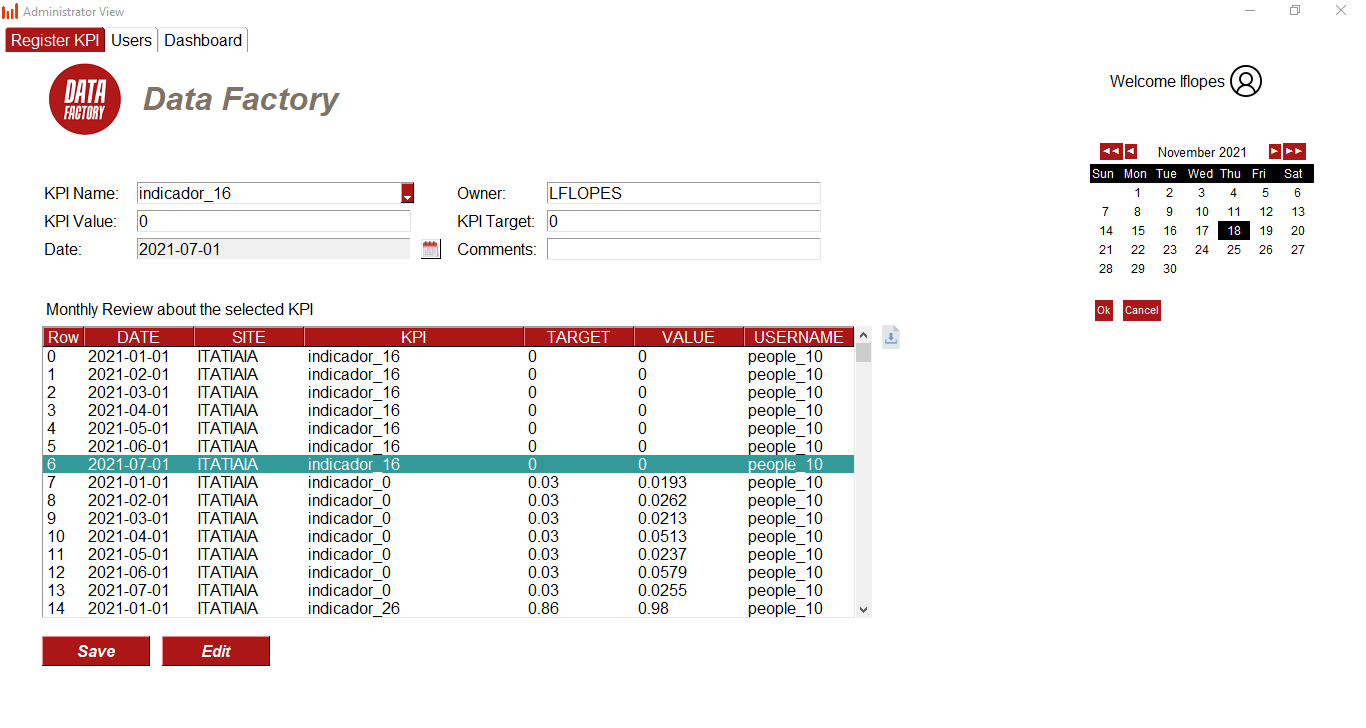 Administrator View
Register KPI Users Dashboard
DATA
FACTORY
Data Factory
Welcome lflopes
KPI Name: indicador_16 Owner: LFLOPES
KPI Value: 0 KPI Target: 0
Date: 2021-07-01 Comments:
November 2021
Sun Mon Tue Wed Thu Fri Sat
1 2 3 4 5 6
7 8 9 10 11 12 13
14 15 16 17 18 19 20
21 22 23 24 25 26 27
28 29 30
Ok Cancel
Monthly Review about the selected KPI
Row DATE SITE KPI TARGET VALUE USERNAME
0 2021-01-01 ITATIAIA indicador_16 0 0 people_10
1 2021-02-01 ITATIAIA indicador_16 0 0 people_10
2 2021-03-01 ITATIAIA indicador_16 0 0 people_10
3 2021-04-01 ITATIAIA indicador_16 0 0 people_10
4 2021-05-01 ITATIAIA indicador_16 0 0 people_10
5 2021-06-01 ITATIAIA indicador_16 0 0 people_10
6 2021-07-01 ITATIAIA indicador_16 0 0 people_10
7 2021-01-01 ITATIAIA indicador_0 0.03 0.0193 people_10
8 2021-02-01 ITATIAIA indicador_0 0.03 0.0262 people_10
9 2021-03-01 ITATIAIA indicador_0 0.03 0.0213 people_10
10 2021-04-01 ITATIAIA indicador_0 0.03 0.0513 people_10
11 2021-05-01 ITATIAIA indicador_0 0.03 0.0237 people_10
12 2021-06-01 ITATIAIA indicador_0 0.03 0.0579 people_10
13 2021-07-01 ITATIAIA indicador_0 0.03 0.0255 people_10
14 2021-01-01 ITATIAIA indicador_26 0.86 0.98 people_10
Save Edit